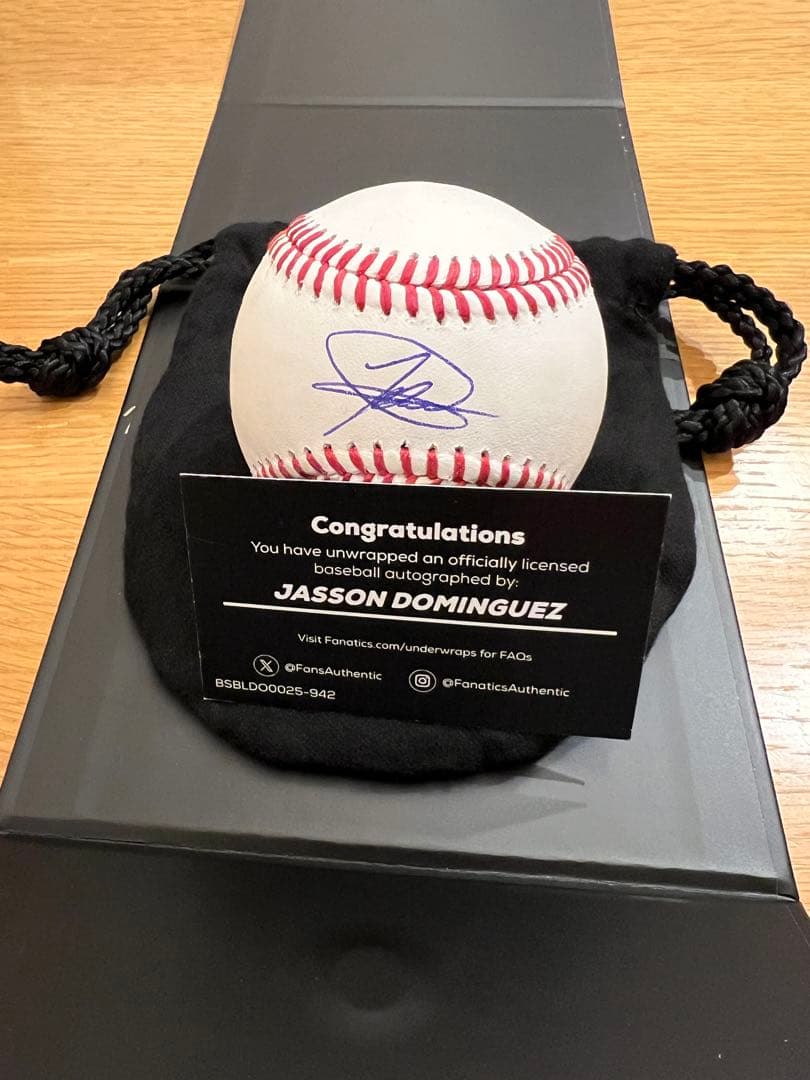 Congratulations
You have unwrapped an officially licensed
baseball autographed by:
JASSON DOMINGUEZ
Visit Fanatics.com/underwraps for FAQs
@FansAuthentic
@FanaticsAuthentic
BSBLDO0025-942